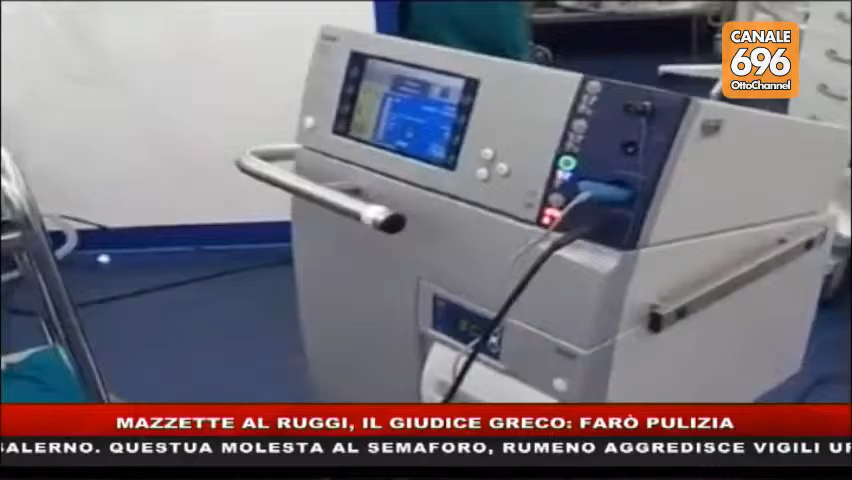 CANALE
696
OttoChannel
MAZZETTE AL RUGGI, IL GIUDICE GRECO: FARÒ PULIZIA
SALERNO. QUESTUA MOLESTA AL SEMAFORO, RUMENO AGGREDISCE VIGILI UR